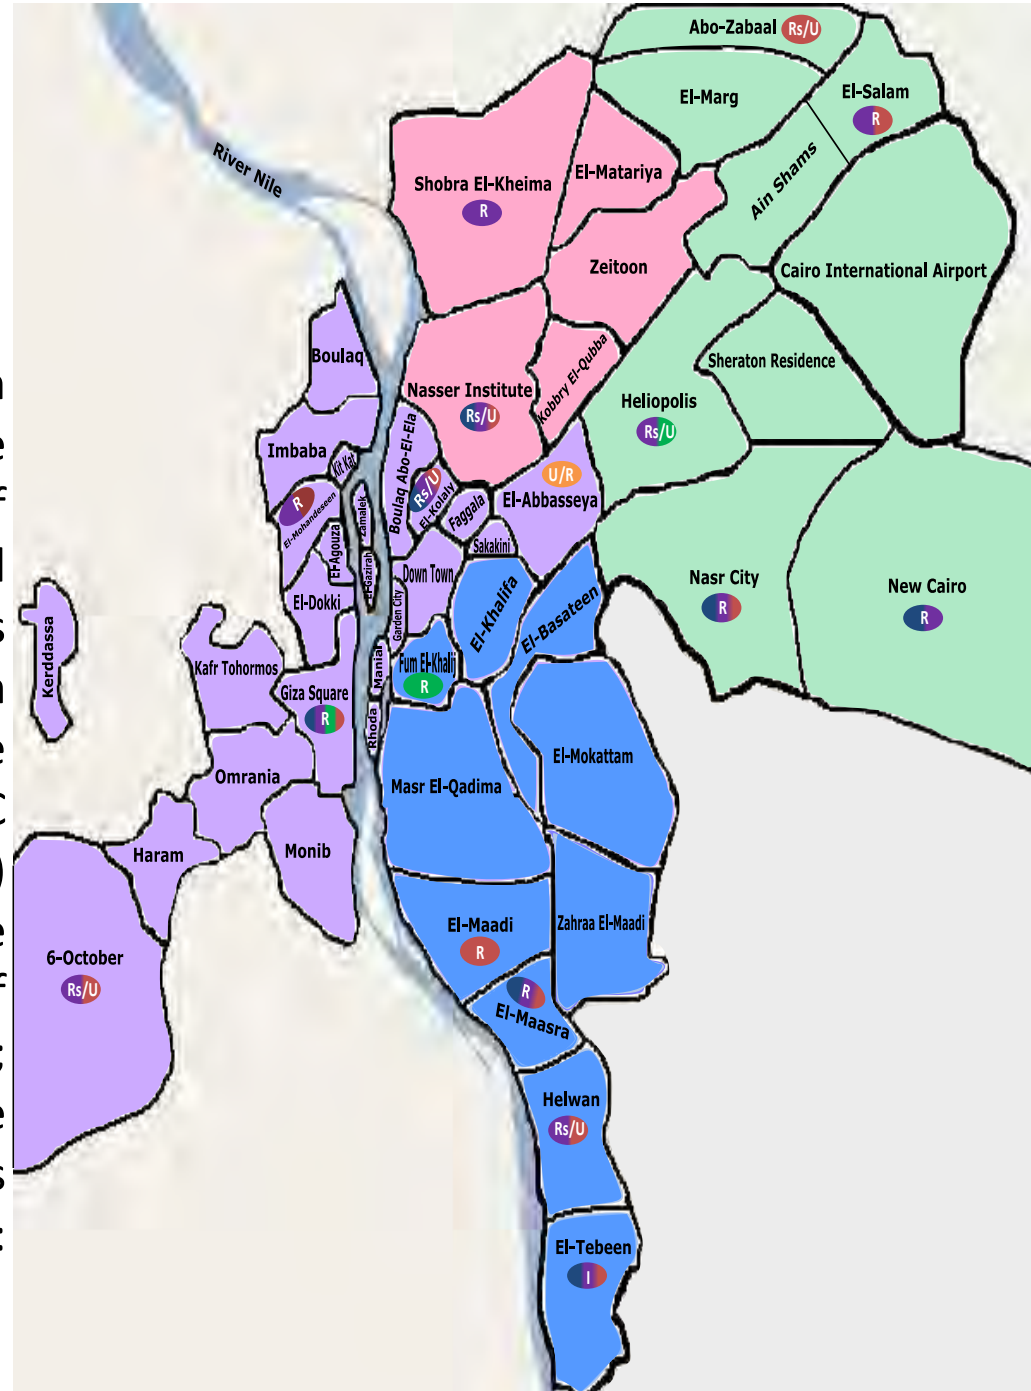 Abo-Zabaal Rs/U
El-Marg
El-Salam
R
El-Matariya
Shobra El-Kheima
R
River Nile
Ain Shams
Zeitoon
Cairo International Airport
Boulaq
Kobbry El-Qubba
Sheraton Residence
Nasser Institute
Rs/U
Heliopolis
Rs/U
Imbaba
Kit Kat
Boulaq Abo-El-Ela
Rs/U
El-Kolaly
U/R
El-Abbasseya
R
El-Mohandeseen
Zamalek
Faggala
Sakakini
El-Agouza
El-Gazirah
Down Town
El-Dokki
Garden City
El-Khalifa
El-Basateen
Nasr City
R
New Cairo
R
Kerddassa
Kafr Tohormos
Giza Square
R
Manial
Fum El-Khalij
R
Rhoda
Omrania
Masr El-Qadima
El-Mokattam
Haram
Monib
El-Maadi
R
Zahraa El-Maadi
6-October
Rs/U
R
El-Maasra
Helwan
Rs/U
El-Tebeen
I